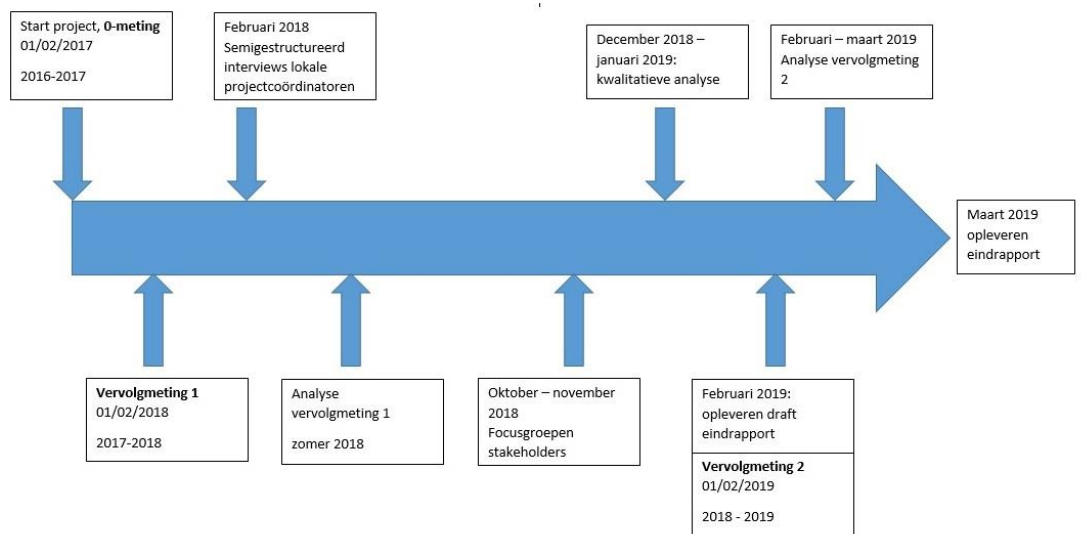 Start project, 0-meting
01/02/2017
2016-2017
Februari 2018
Semigestructureerd
interviews lokale
projectcoördinatoren
December 2018 –
januari 2019:
kwalitatieve analyse
Februari – maart 2019
Analyse vervolgmeting
2
Maart 2019
opleveren
eindrapport
Vervolgmeting 1
01/02/2018
2017-2018
Analyse
vervolgmeting 1
zomer 2018
Oktober – november
2018
Focusgroepen
stakeholders
Februari 2019:
opleveren draft
eindrapport
Vervolgmeting 2
01/02/2019
2018 - 2019